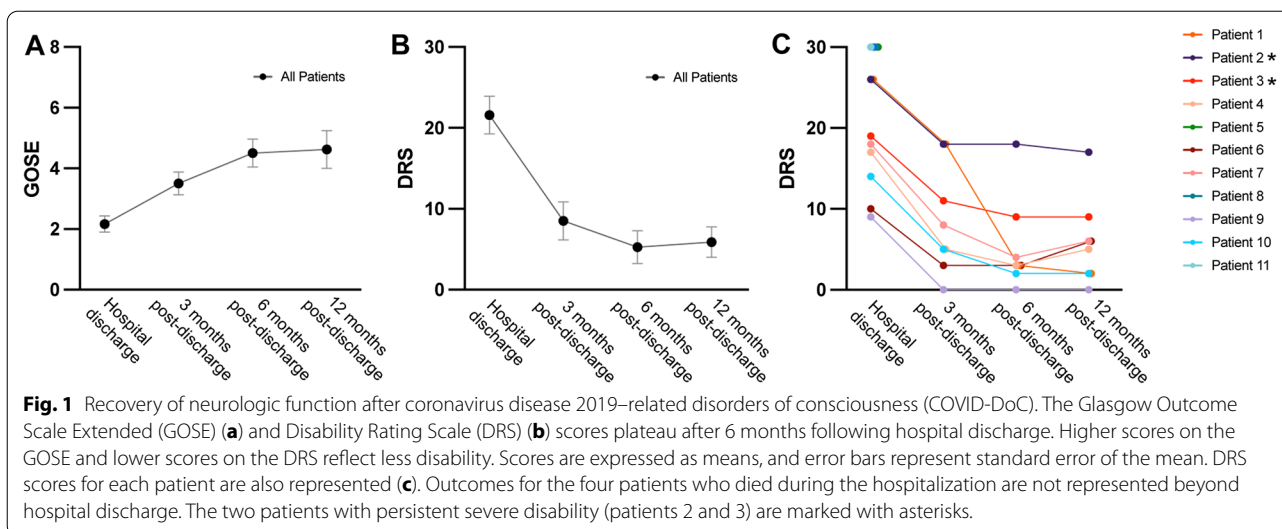 A
B
C
8
6
4
2
0
GOSE
All Patients
Hospital discharge
3 months post-discharge
6 months post-discharge
12 months post-discharge
30
20
10
0
DRS
All Patients
Hospital discharge
3 months post-discharge
6 months post-discharge
12 months post-discharge
30
20
10
0
DRS
Hospital discharge
3 months post-discharge
6 months post-discharge
12 months post-discharge
Patient 1
Patient 2 *
Patient 3 *
Patient 4
Patient 5
Patient 6
Patient 7
Patient 8
Patient 9
Patient 10
Patient 11
Fig. 1 Recovery of neurologic function after coronavirus disease 2019–related disorders of consciousness (COVID-DoC). The Glasgow Outcome
Scale Extended (GOSE) (a) and Disability Rating Scale (DRS) (b) scores plateau after 6 months following hospital discharge. Higher scores on the
GOSE and lower scores on the DRS reflect less disability. Scores are expressed as means, and error bars represent standard error of the mean. DRS
scores for each patient are also represented (c). Outcomes for the four patients who died during the hospitalization are not represented beyond
hospital discharge. The two patients with persistent severe disability (patients 2 and 3) are marked with asterisks.